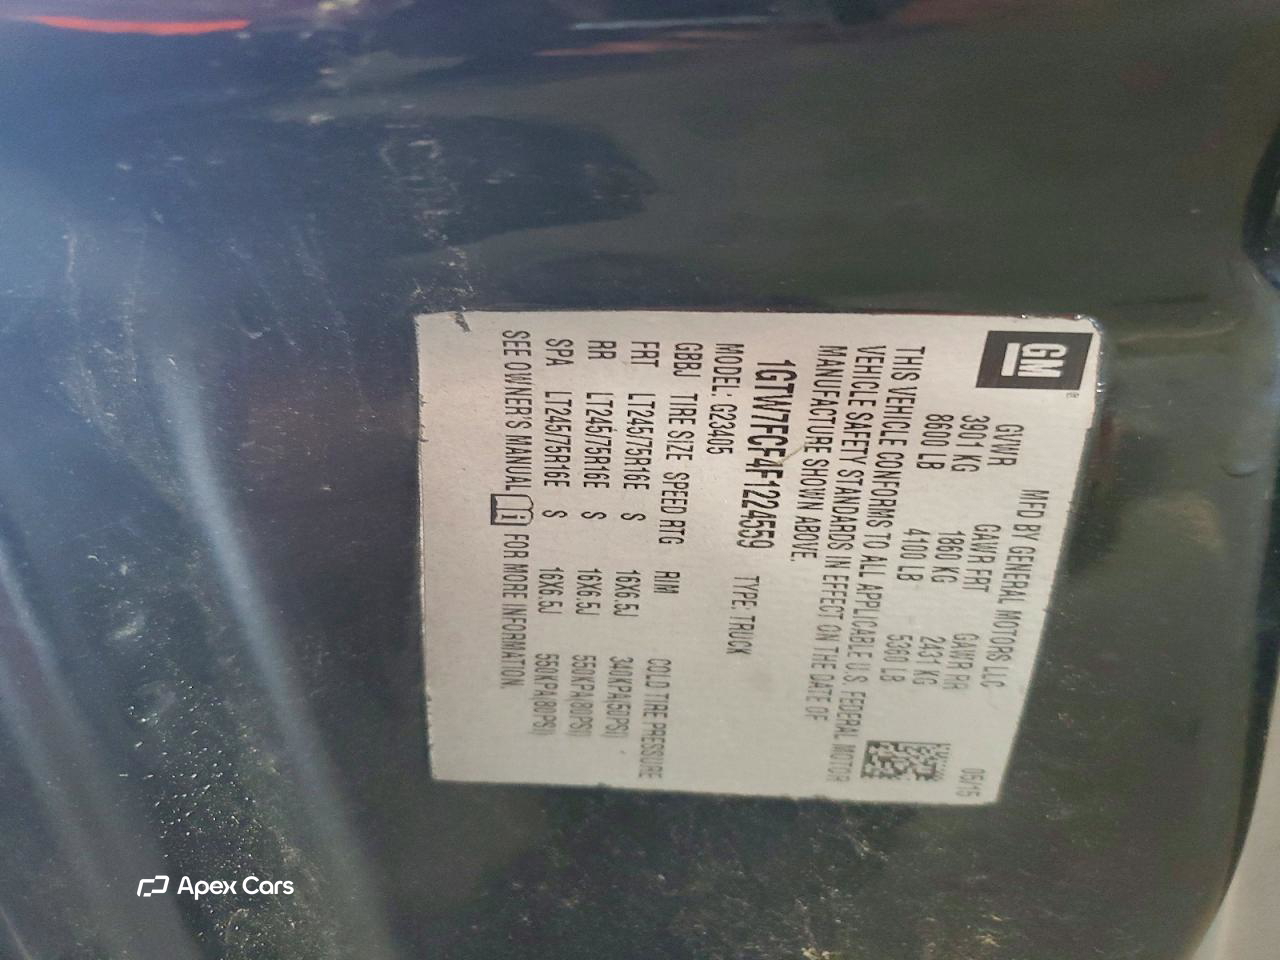 GM
MFD BY GENERAL MOTORS LLC 05/15
GVWR GAWR FRT GAWR RR
3901 KG 1860 KG 2431 KG
8600 LB 4100 LB 5360 LB
THIS VEHICLE CONFORMS TO ALL APPLICABLE U.S. FEDERAL MOTOR
VEHICLE SAFETY STANDARDS IN EFFECT ON THE DATE OF
MANUFACTURE SHOWN ABOVE.
1GTW7FCF4F1224559 TYPE: TRUCK
MODEL: G23405
GBBJ TIRE SIZE SPEED RTG RIM COLD TIRE PRESSURE
FRT LT245/75R16E S 16X6.5J 340KPA(50PSI)
RR LT245/75R16E S 16X6.5J 550KPA(80PSI)
SPA LT245/75R16E S 16X6.5J 550KPA(80PSI)
SEE OWNER'S MANUAL FOR MORE INFORMATION.
Apex Cars